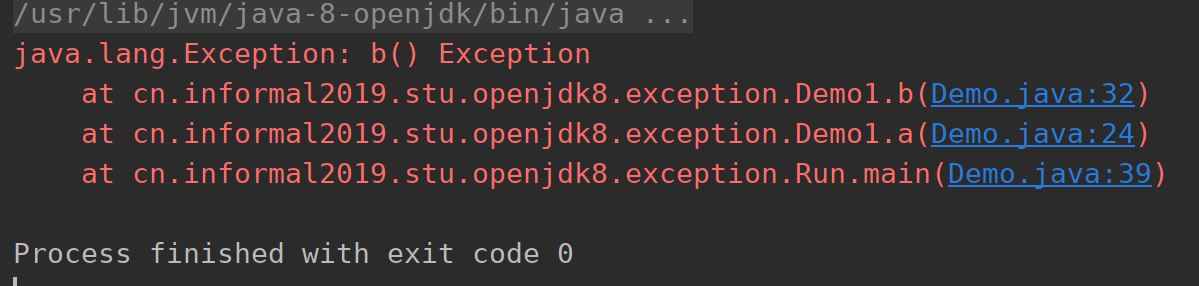 /usr/lib/jvm/java-8-openjdk/bin/java ...
java.lang.Exception: b() Exception
    at cn.informal2019.stu.openjdk8.exception.Demo1.b(Demo.java:32)
    at cn.informal2019.stu.openjdk8.exception.Demo1.a(Demo.java:24)
    at cn.informal2019.stu.openjdk8.exception.Run.main(Demo.java:39)
Process finished with exit code 0